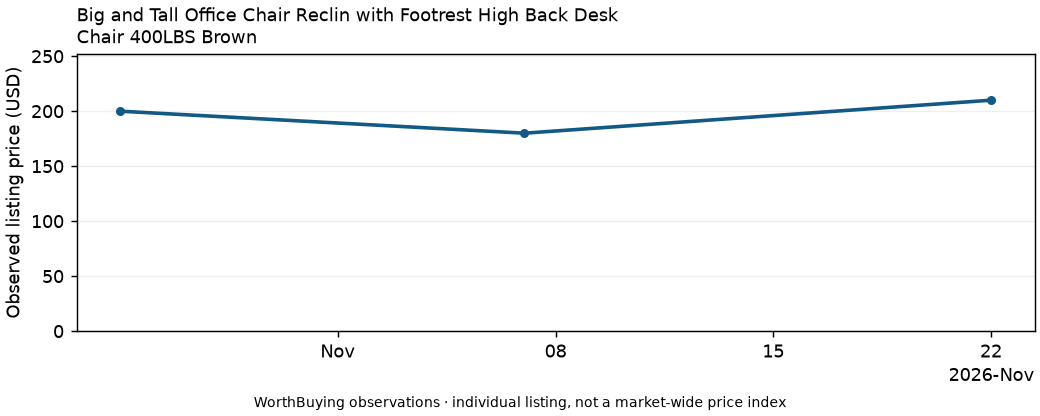 Big and Tall Office Chair Reclin with Footrest High Back Desk
Chair 400LBS Brown
Observed listing price (USD)
250
200
150
100
50
0
Nov
08
15
22
2026-Nov
WorthBuying observations · individual listing, not a market-wide price index